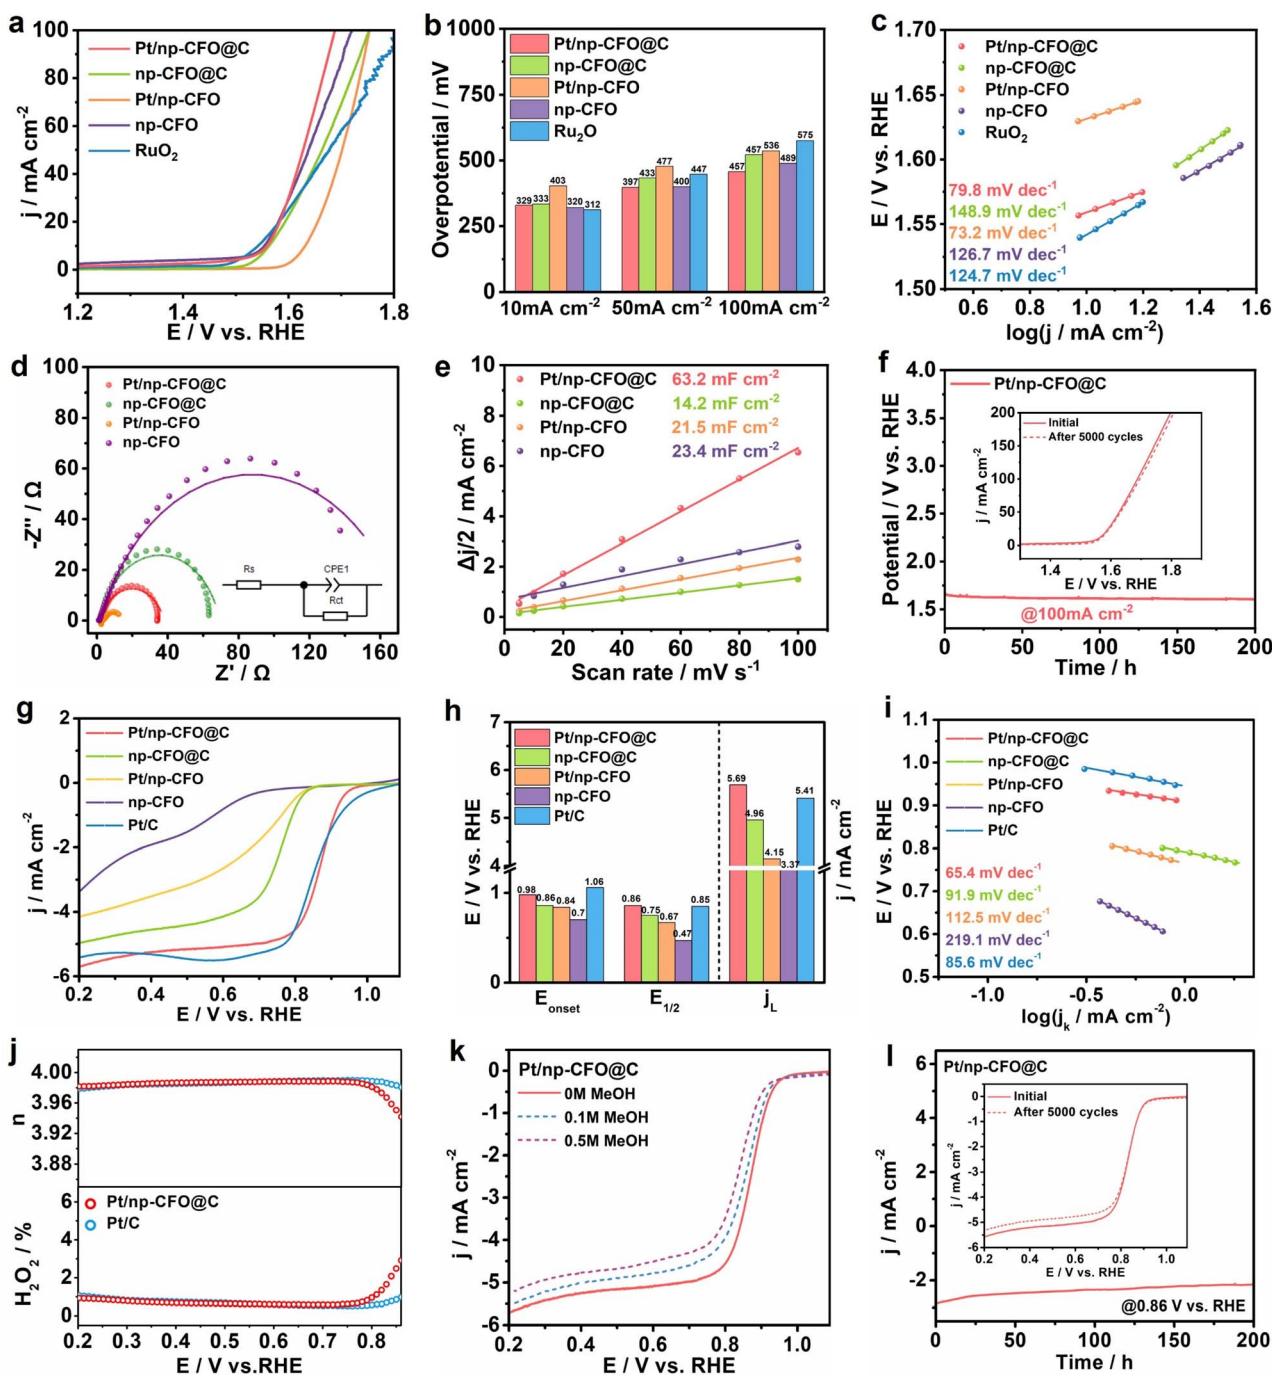 a
100
80
60
40
20
0
j / mA cm-2
Pt/np-CFO@C
np-CFO@C
Pt/np-CFO
np-CFO
RuO2
1.2 1.4 1.6 1.8
E / V vs. RHE
b
1000
750
500
250
0
Overpotential / mV
Pt/np-CFO@C
np-CFO@C
Pt/np-CFO
np-CFO
Ru2O
329 333 403 320 312
397 433 477 400 447
457 457 536 489 575
10mA cm-2 50mA cm-2 100mA cm-2
c
1.70
1.65
1.60
1.55
1.50
E / V vs. RHE
Pt/np-CFO@C
np-CFO@C
Pt/np-CFO
np-CFO
RuO2
79.8 mV dec-1
148.9 mV dec-1
73.2 mV dec-1
126.7 mV dec-1
124.7 mV dec-1
0.6 0.8 1.0 1.2 1.4 1.6
log(j / mA cm-2)
d
100
80
60
40
20
0
-Z'' / Ω
Pt/np-CFO@C
np-CFO@C
Pt/np-CFO
np-CFO
Rs
CPE1
Rct
0 40 80 120 160
Z' / Ω
e
10
8
6
4
2
0
Δj/2 / mA cm-2
Pt/np-CFO@C 63.2 mF cm-2
np-CFO@C 14.2 mF cm-2
Pt/np-CFO 21.5 mF cm-2
np-CFO 23.4 mF cm-2
0 20 40 60 80 100
Scan rate / mV s-1
f
4.0
3.5
3.0
2.5
2.0
1.5
1.0
Potential / V vs. RHE
Pt/np-CFO@C
200
150
100
50
0
j / mA cm-2
Initial
After 5000 cycles
1.4 1.6 1.8
E / V vs. RHE
@100mA cm-2
0 50 100 150 200
Time / h
g
2
0
-2
-4
-6
j / mA cm-2
Pt/np-CFO@C
np-CFO@C
Pt/np-CFO
np-CFO
Pt/C
0.2 0.4 0.6 0.8 1.0
E / V vs. RHE
h
7
6
5
4
1
0
E / V vs. RHE
Pt/np-CFO@C
np-CFO@C
Pt/np-CFO
np-CFO
Pt/C
0.98 0.86 0.84 0.7 1.06
0.86 0.75 0.67 0.47 0.85
5.69 4.96 4.15 3.37 5.41
Eonset E1/2 jL
j / mA cm-2
i
1.1
1.0
0.9
0.8
0.7
0.6
0.5
E / V vs. RHE
Pt/np-CFO@C
np-CFO@C
Pt/np-CFO
np-CFO
Pt/C
65.4 mV dec-1
91.9 mV dec-1
112.5 mV dec-1
219.1 mV dec-1
85.6 mV dec-1
-1.0 -0.5 0.0
log(jk / mA cm-2)
j
4.00
3.96
3.92
3.88
n
6
4
2
0
H2O2 / %
Pt/np-CFO@C
Pt/C
0.2 0.3 0.4 0.5 0.6 0.7 0.8
E / V vs.RHE
k
0
-1
-2
-3
-4
-5
-6
j / mA cm-2
Pt/np-CFO@C
0M MeOH
0.1M MeOH
0.5M MeOH
0.2 0.4 0.6 0.8 1.0
E / V vs. RHE
l
6
4
2
0
-2
j / mA cm-2
Pt/np-CFO@C
0
-1
-2
-3
-4
-5
-6
j / mA cm-2
Initial
After 5000 cycles
0.2 0.4 0.6 0.8 1.0
E / V vs. RHE
@0.86 V vs. RHE
0 50 100 150 200
Time / h